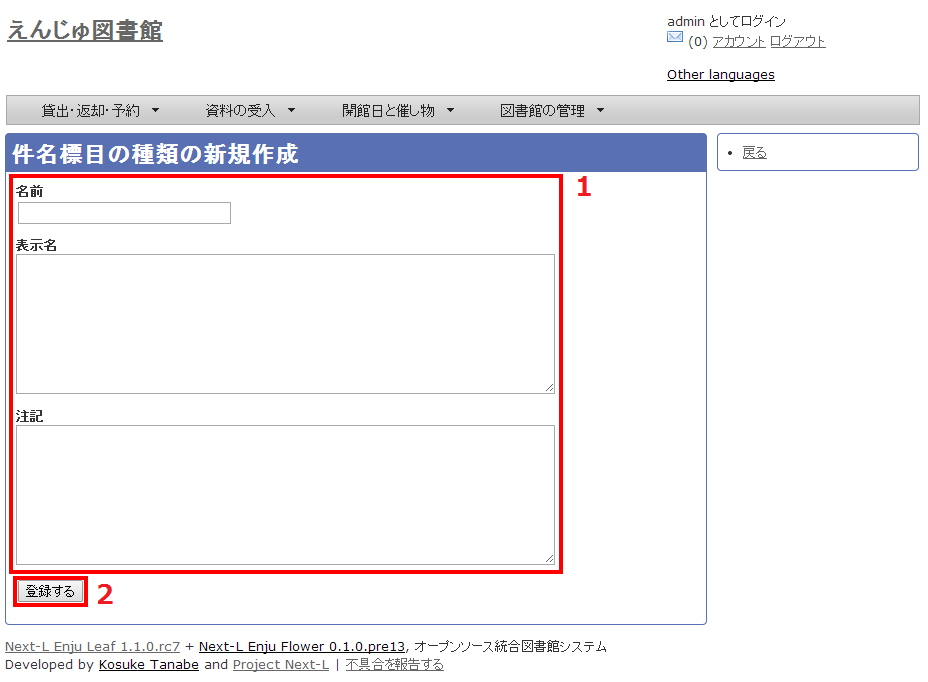 えんじゅ図書館
admin としてログイン
(0) アカウント ログアウト
Other languages
貸出・返却・予約 ▼ 資料の受入 ▼ 開館日と催し物 ▼ 図書館の管理 ▼
件名標目の種類の新規作成
• 戻る
1
名前
表示名
注記
登録する 2
Next-L Enju Leaf 1.1.0.rc7 + Next-L Enju Flower 0.1.0.pre13, オープンソース統合図書館システム
Developed by Kosuke Tanabe and Project Next-L | 不具合を報告する